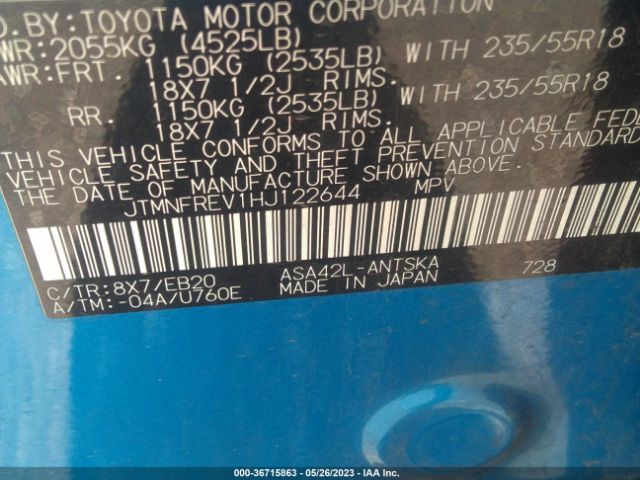 D. BY: TOYOTA MOTOR CORPORATION
WR: 2055KG (4525LB)
AWR: FRT. 1150KG (2535LB) WITH 235/55R18
18X7 1/2J RIMS.
RR. 1150KG (2535LB) WITH 235/55R18
18X7 1/2J RIMS.
THIS VEHICLE CONFORMS TO ALL APPLICABLE FEDE
VEHICLE SAFETY AND THEFT PREVENTION STANDARD
THE DATE OF MANUFACTURE SHOWN ABOVE.
JTMNFREV1HJ122644 MPV
C/TR: 8X7/EB20 ASA42L-ANTSKA 728
A/TM: -04A/U760E MADE IN JAPAN
000-36715863 - 05/26/2023 - IAA Inc.